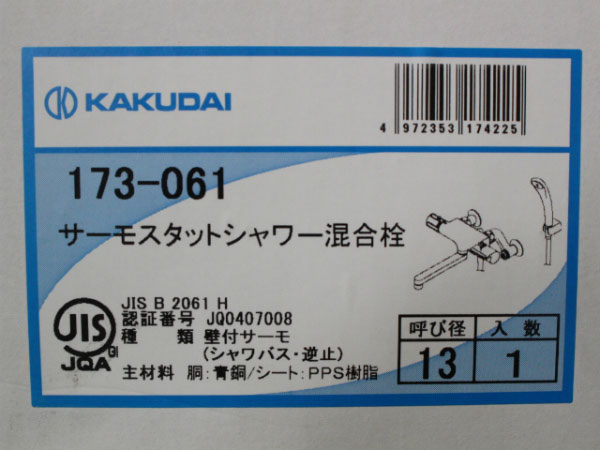 KAKUDAI
4 972353 174225
173-061
サーモスタットシャワー混合栓
JIS
JQA
JIS B 2061 H
認証番号 JQ0407008
種類 壁付サーモ
(シャワバス・逆止)
主材料 胴:青銅/シート:PPS樹脂
呼び径 入数
13 1